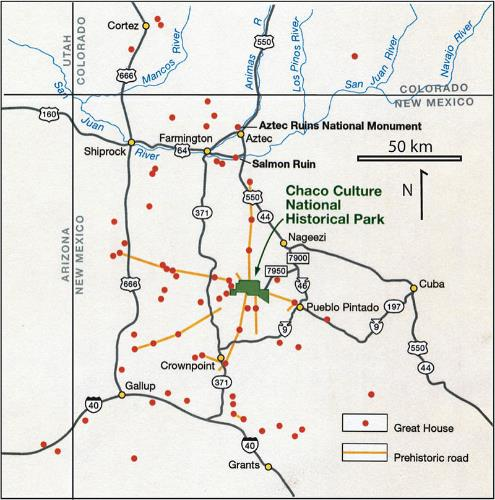 Cortez
UTAH
COLORADO
666
Mancos River
550
Animas R
Los Pinos River
San Juan River
Navajo River
COLORADO
NEW MEXICO
160
San Juan River
Shiprock
Farmington
64
Aztec Ruins National Monument
Aztec
Salmon Ruin
50 km
N
371
550
44
Chaco Culture
National
Historical Park
Nageezi
7900
7950
46
ARIZONA
NEW MEXICO
666
Cuba
Pueblo Pintado
197
9
9
550
44
Crownpoint
371
Gallup
40
40
Grants
Great House
Prehistoric road